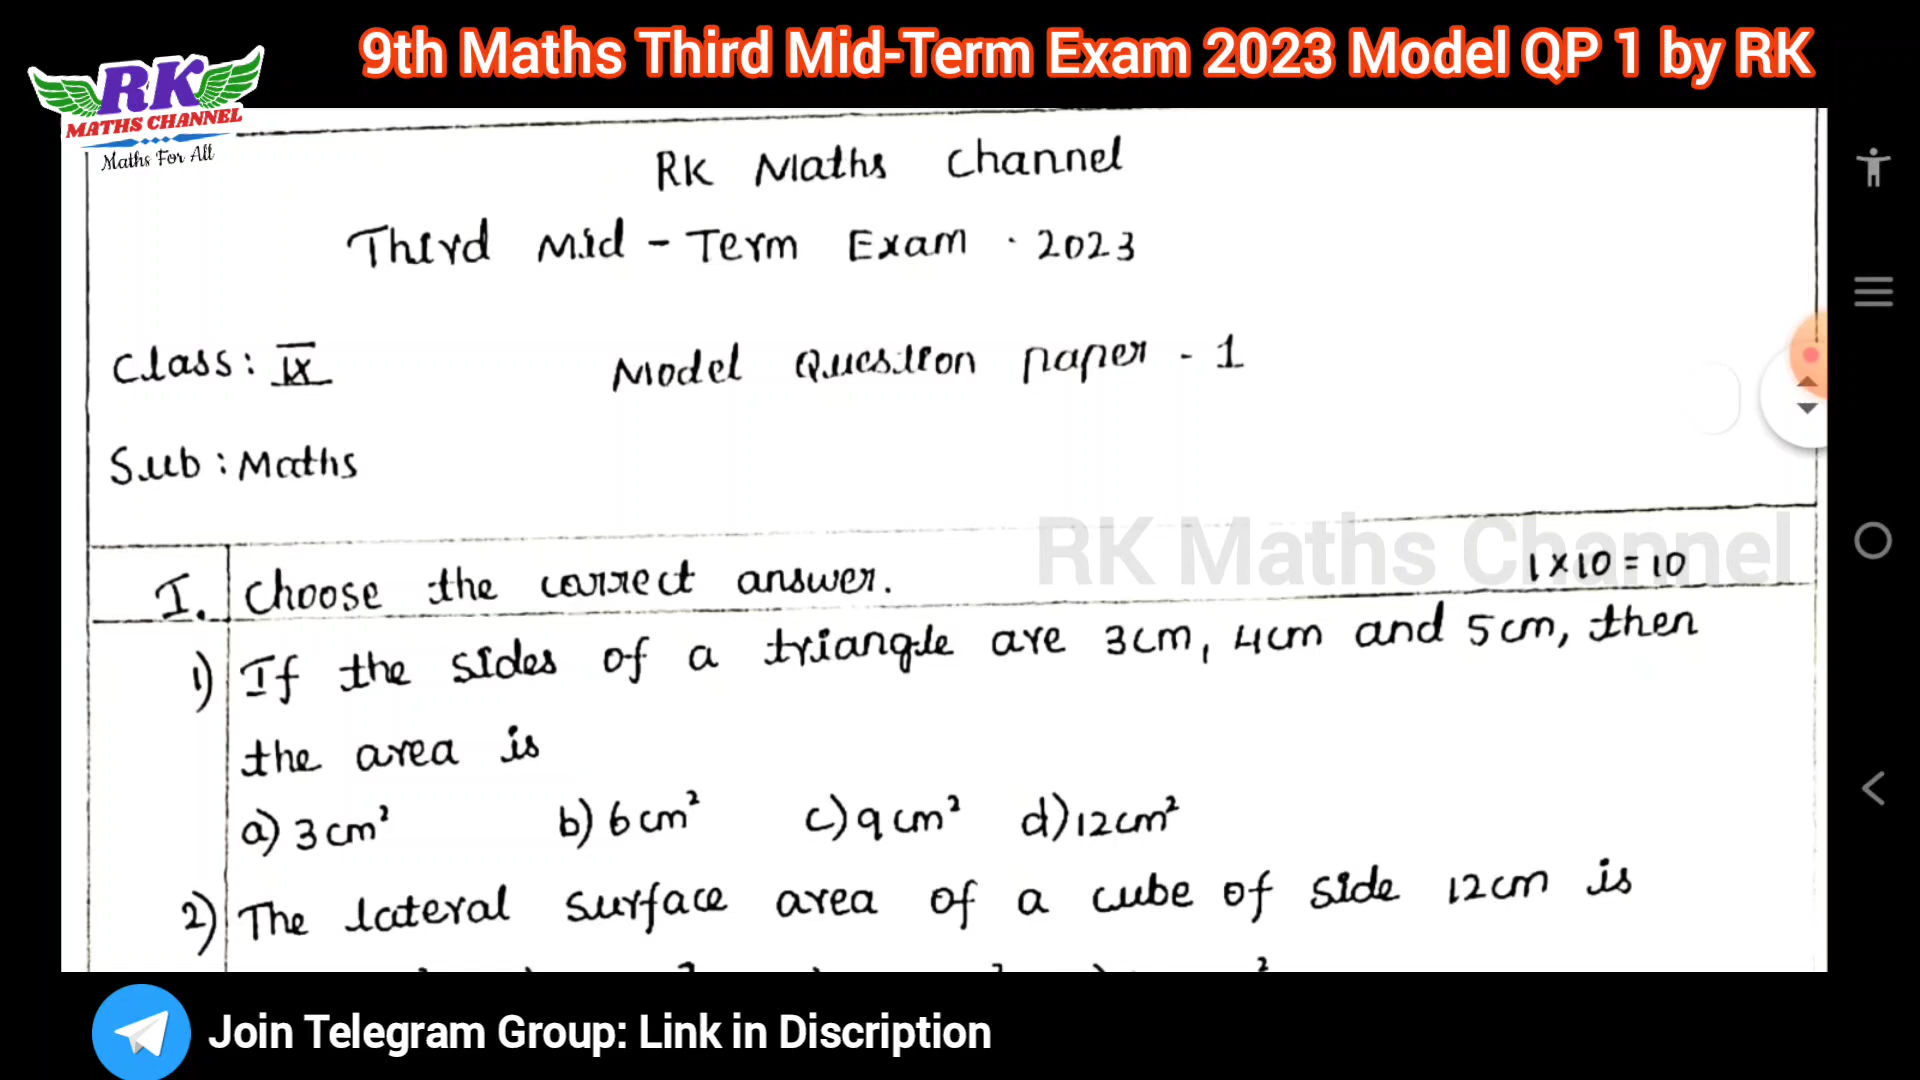 9th Maths Third Mid-Term Exam 2023 Model QP 1 by RK
RK
MATHS CHANNEL
Maths For All
RK Maths Channel
Third Mid-Term Exam · 2023
Class: IX Model Question paper - 1
Sub: Maths
RK Maths Channel
I. Choose the correct answer. 1 x 10 = 10
1) If the sides of a triangle are 3cm, 4cm and 5cm, then
the area is
a) 3cm² b) 6cm² c) 9cm² d) 12cm²
2) The lateral surface area of a cube of side 12cm is
Join Telegram Group: Link in Discription